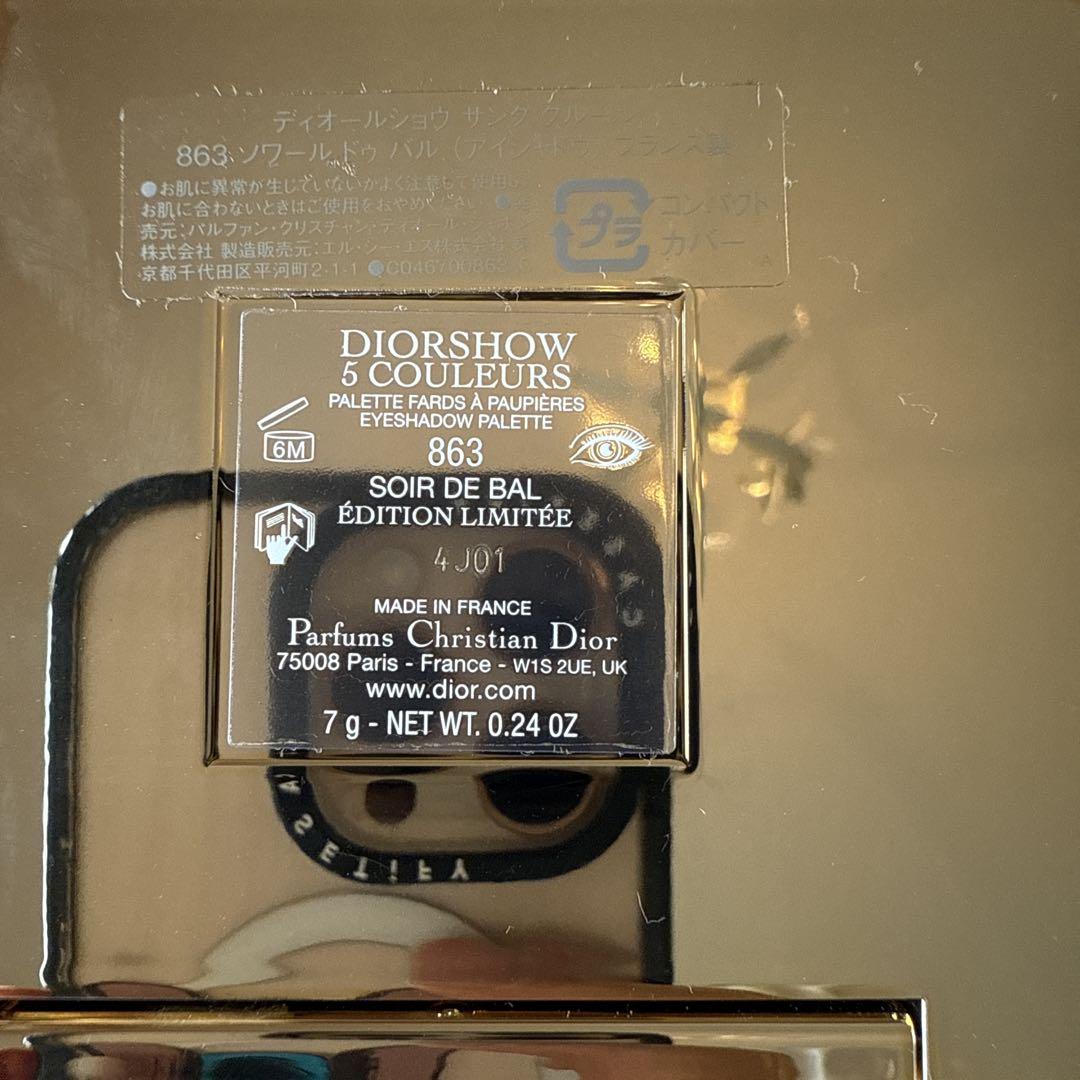 ディオールショウ サンク クルー
863 ソワール ドゥ バル (アイシャドウ) フランス製
●お肌に異常が生じていないかよく注意して使用
お肌に合わないときはご使用をおやめください ●
売元:パルファン・クリスチャン・ディオール・
株式会社 製造販売元:エル・シー・エス株式会社
京都千代田区平河町2-1-1 ●C046700863
プラ
コンパクト
カバー
DIORSHOW
5 COULEURS
PALETTE FARDS À PAUPIÈRES
EYESHADOW PALETTE
6M
863
SOIR DE BAL
ÉDITION LIMITÉE
4J01
MADE IN FRANCE
Parfums Christian Dior
75008 Paris - France - W1S 2UE, UK
www.dior.com
7 g - NET WT. 0.24 OZ
CASETiFY